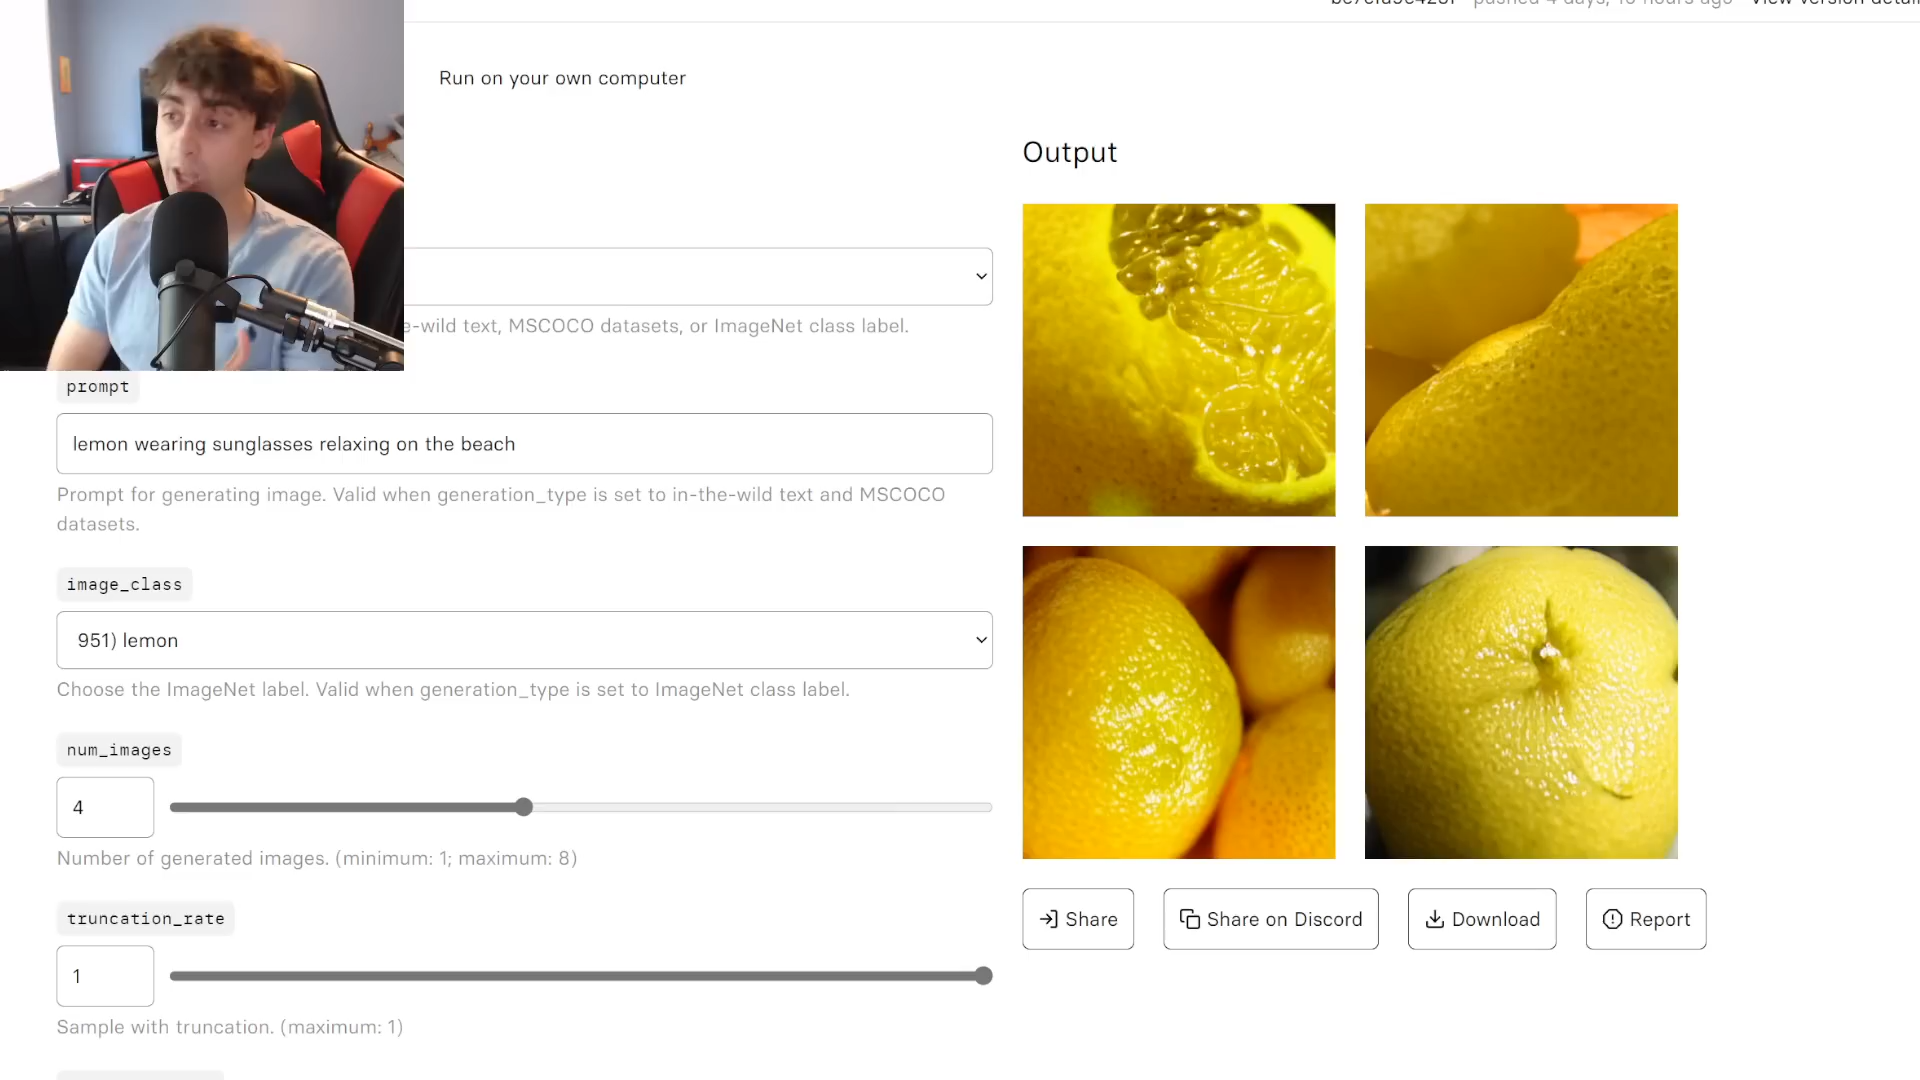 Run on your own computer
Output
e-wild text, MSCOCO datasets, or ImageNet class label.
prompt
lemon wearing sunglasses relaxing on the beach
Prompt for generating image. Valid when generation_type is set to in-the-wild text and MSCOCO
datasets.
image_class
951) lemon
Choose the ImageNet label. Valid when generation_type is set to ImageNet class label.
num_images
4
Number of generated images. (minimum: 1; maximum: 8)
Share
Share on Discord
Download
Report
truncation_rate
1
Sample with truncation. (maximum: 1)